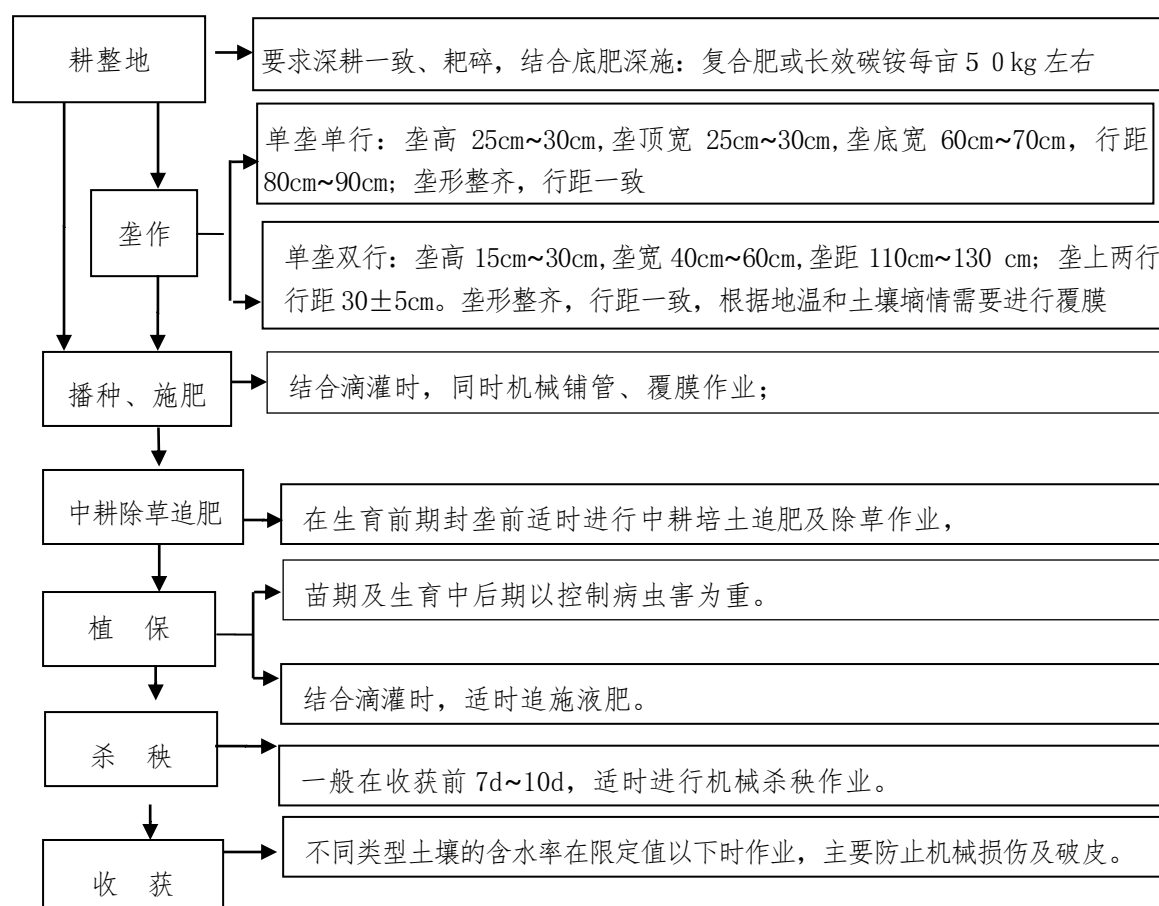 耕整地
要求深耕一致、耙碎，结合底肥深施：复合肥或长效碳铵每亩5 0kg左右
单垄单行：垄高 25cm~30cm,垄顶宽 25cm~30cm,垄底宽 60cm~70cm，行距
80cm~90cm；垄形整齐，行距一致
垄作
单垄双行：垄高15cm~30cm,垄宽40cm~60cm,垄距 110cm~130 cm；垄上两行
行距30±5cm。垄形整齐，行距一致，根据地温和土壤墒情需要进行覆膜
播种、施肥
结合滴灌时，同时机械铺管、覆膜作业；
中耕除草追肥
在生育前期封垄前适时进行中耕培土追肥及除草作业，
苗期及生育中后期以控制病虫害为重。
植 保
结合滴灌时，适时追施液肥。
杀 秧
一般在收获前 7d~10d，适时进行机械杀秧作业。
不同类型土壤的含水率在限定值以下时作业，主要防止机械损伤及破皮。
收 获